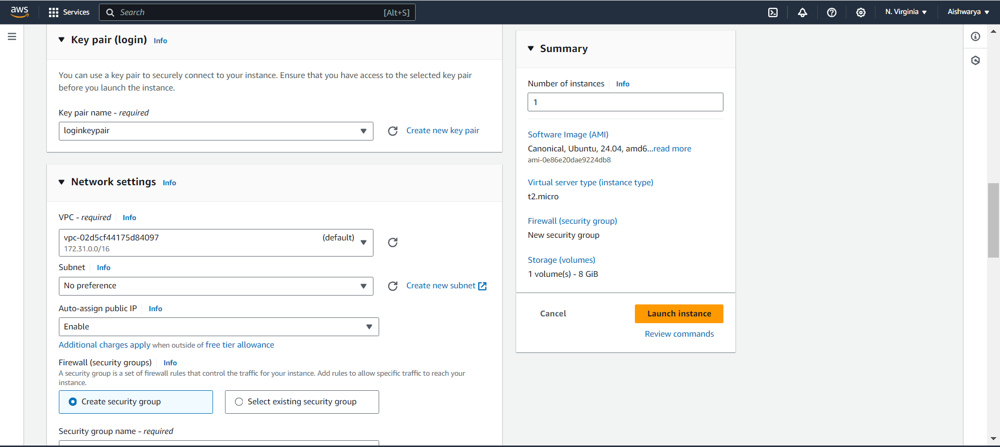 aws Services Search [Alt+S] N. Virginia Aishwarya
Key pair (login) Info
You can use a key pair to securely connect to your instance. Ensure that you have access to the selected key pair
before you launch the instance.
Key pair name - required
loginkeypair
Create new key pair
Network settings Info
VPC - required Info
vpc-02d5cf44175d84097 (default)
172.31.0.0/16
Subnet Info
No preference
Create new subnet
Auto-assign public IP Info
Enable
Additional charges apply when outside of free tier allowance
Firewall (security groups) Info
A security group is a set of firewall rules that control the traffic for your instance. Add rules to allow specific traffic to reach your
instance.
Create security group
Select existing security group
Security group name - required
Summary
Number of instances Info
1
Software Image (AMI)
Canonical, Ubuntu, 24.04, amd6...read more
ami-0e86e20dae9224db8
Virtual server type (instance type)
t2.micro
Firewall (security group)
New security group
Storage (volumes)
1 volume(s) - 8 GiB
Cancel
Launch instance
Review commands